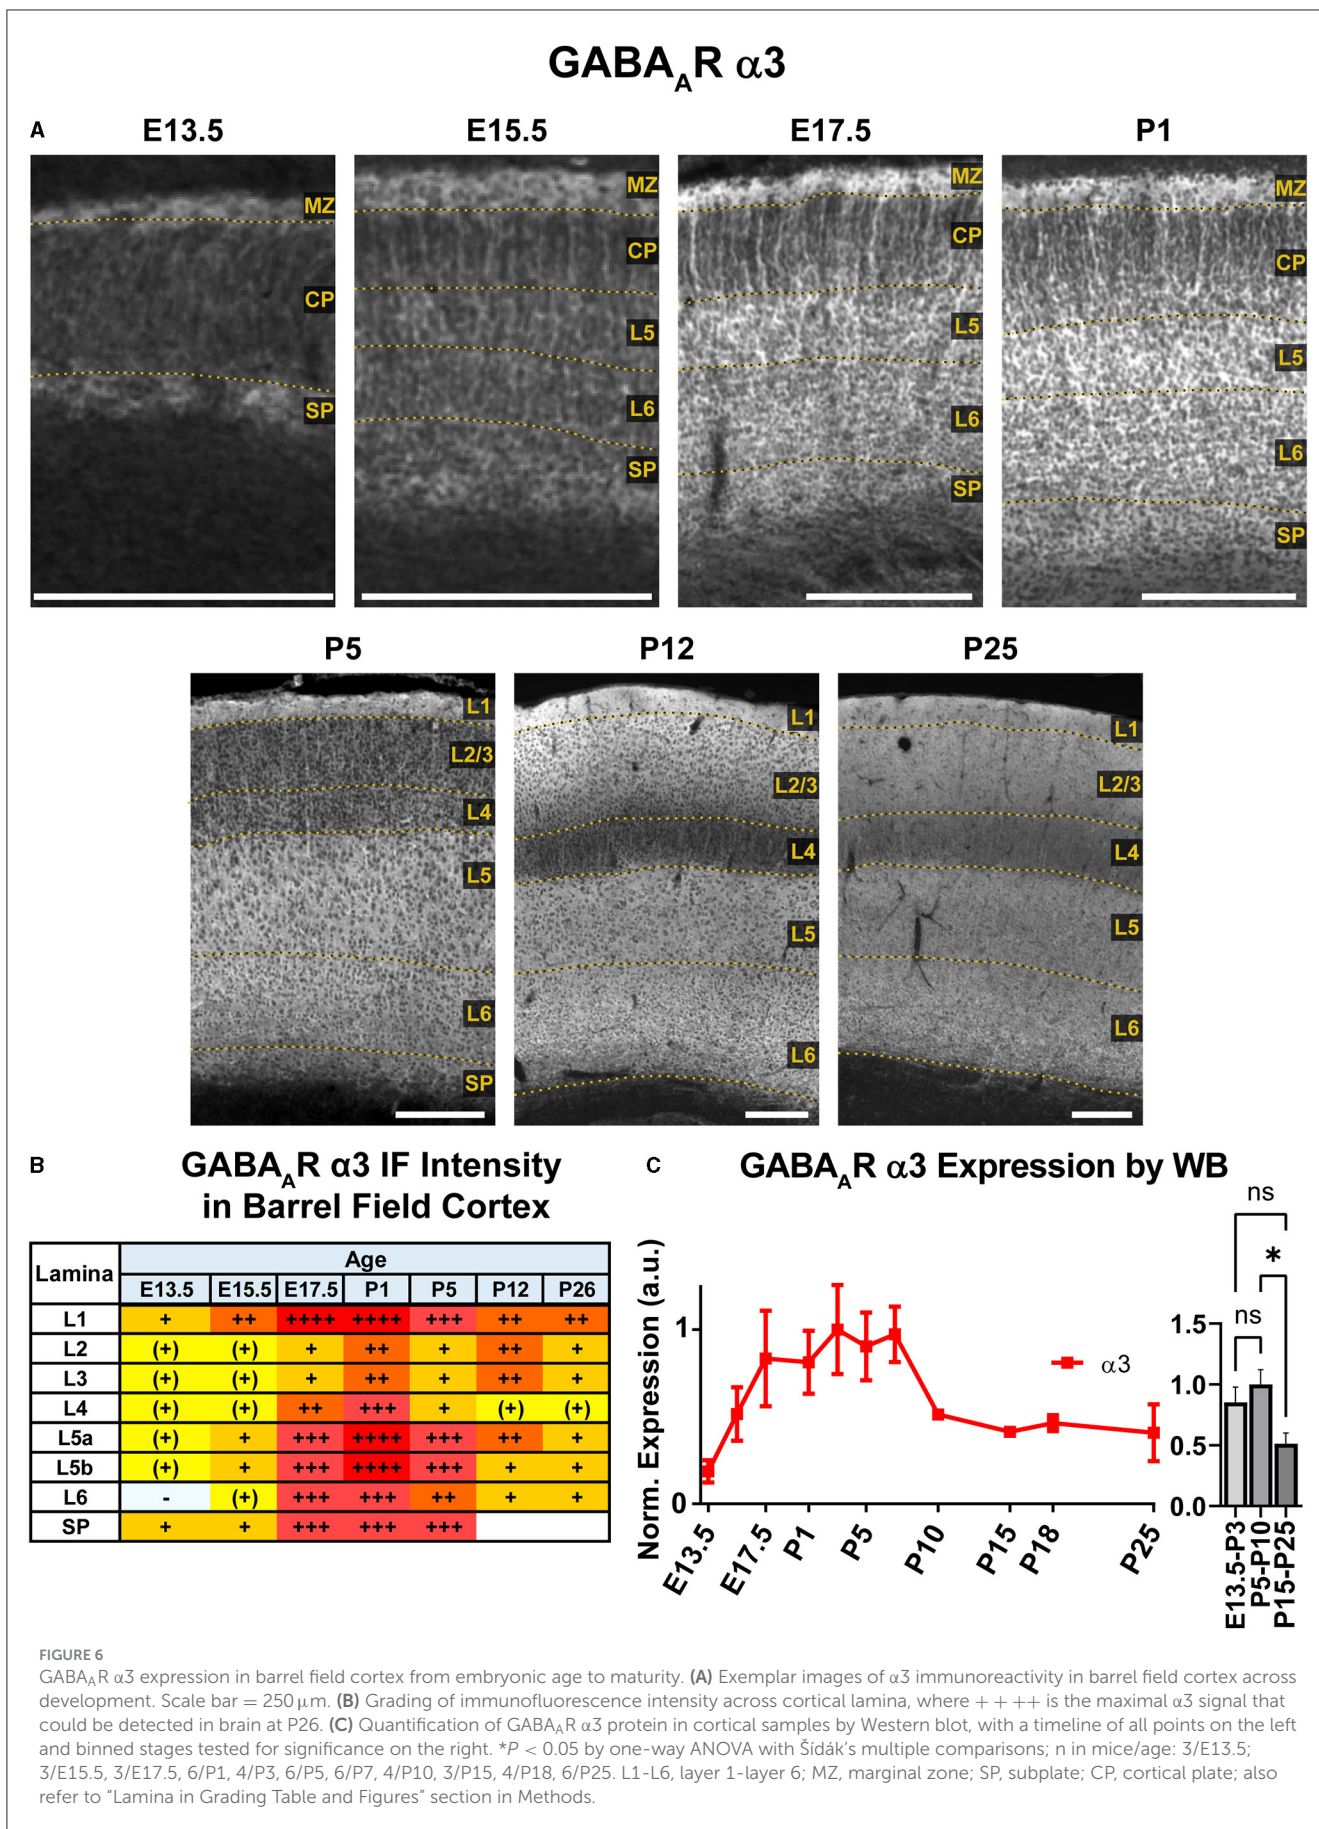 GABA_AR α3
A
E13.5 E15.5 E17.5 P1
MZ
CP
SP
MZ
CP
L5
L6
SP
MZ
CP
L5
L6
SP
MZ
CP
L5
L6
SP
P5 P12 P25
L1
L2/3
L4
L5
L6
SP
L1
L2/3
L4
L5
L6
L1
L2/3
L4
L5
L6
B GABA_AR α3 IF Intensity
in Barrel Field Cortex
Lamina Age
E13.5 E15.5 E17.5 P1 P5 P12 P26
L1 + ++ ++++ ++++ +++ ++ ++
L2 (+) (+) + ++ + ++ +
L3 (+) (+) + ++ + ++ +
L4 (+) (+) ++ +++ + (+) (+)
L5a (+) + +++ ++++ +++ ++ +
L5b (+) + +++ ++++ +++ + +
L6 - (+) +++ +++ ++ + +
SP + + +++ +++ +++
C GABA_AR α3 Expression by WB
Norm. Expression (a.u.)
1
0
E13.5 E17.5 P1 P5 P10 P15 P18 P25
α3
ns
*
ns
1.5
1.0
0.5
0.0
E13.5-P3
P5-P10
P15-P25
FIGURE 6
GABA_AR α3 expression in barrel field cortex from embryonic age to maturity. (A) Exemplar images of α3 immunoreactivity in barrel field cortex across
development. Scale bar = 250 μm. (B) Grading of immunofluorescence intensity across cortical lamina, where + + ++ is the maximal α3 signal that
could be detected in brain at P26. (C) Quantification of GABA_AR α3 protein in cortical samples by Western blot, with a timeline of all points on the left
and binned stages tested for significance on the right. *P < 0.05 by one-way ANOVA with Šídák's multiple comparisons; n in mice/age: 3/E13.5;
3/E15.5, 3/E17.5, 6/P1, 4/P3, 6/P5, 6/P7, 4/P10, 3/P15, 4/P18, 6/P25. L1-L6, layer 1-layer 6; MZ, marginal zone; SP, subplate; CP, cortical plate; also
refer to "Lamina in Grading Table and Figures" section in Methods.